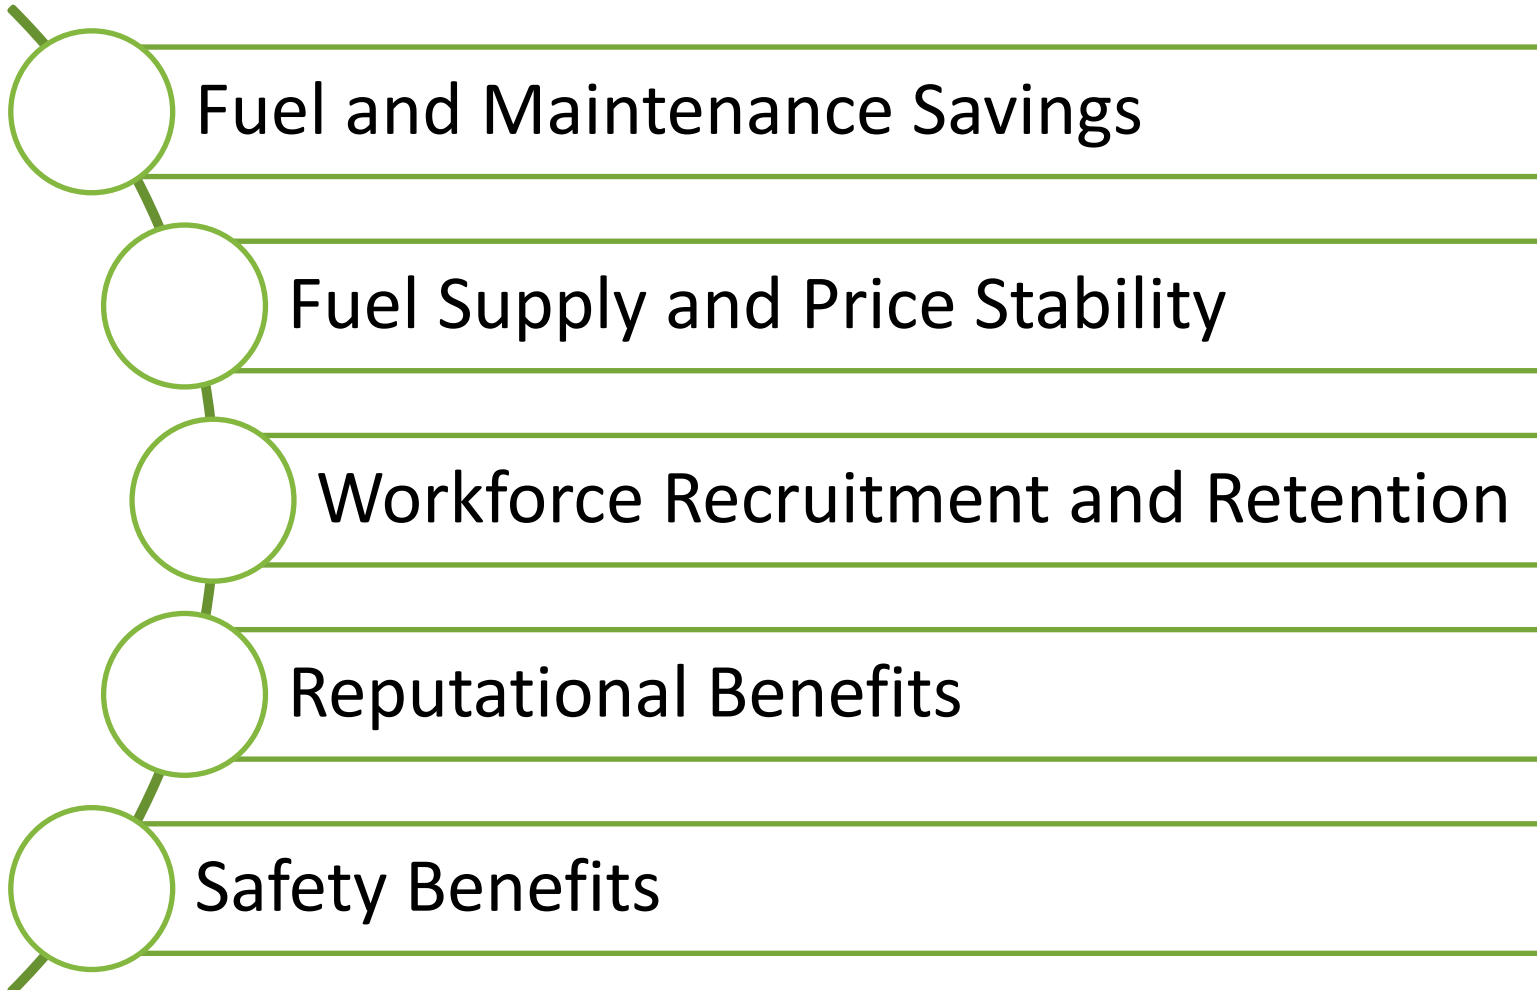 Fuel and Maintenance Savings
Fuel Supply and Price Stability
Workforce Recruitment and Retention
Reputational Benefits
Safety Benefits